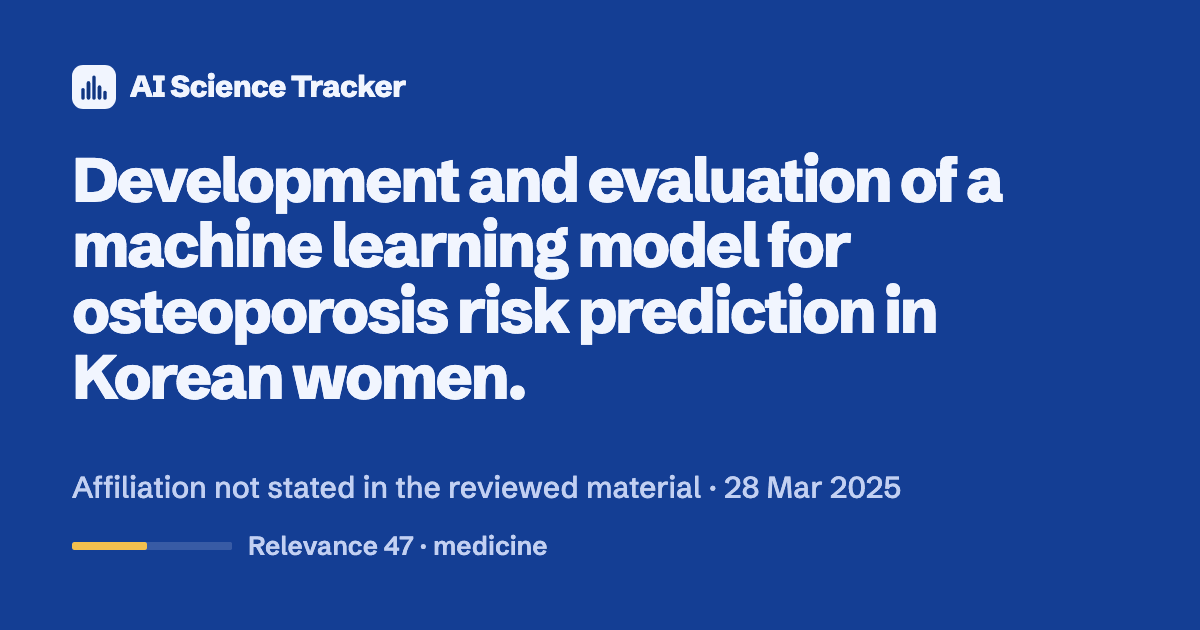 AI Science Tracker
Development and evaluation of a
machine learning model for
osteoporosis risk prediction in
Korean women.
Affiliation not stated in the reviewed material · 28 Mar 2025
Relevance 47 · medicine